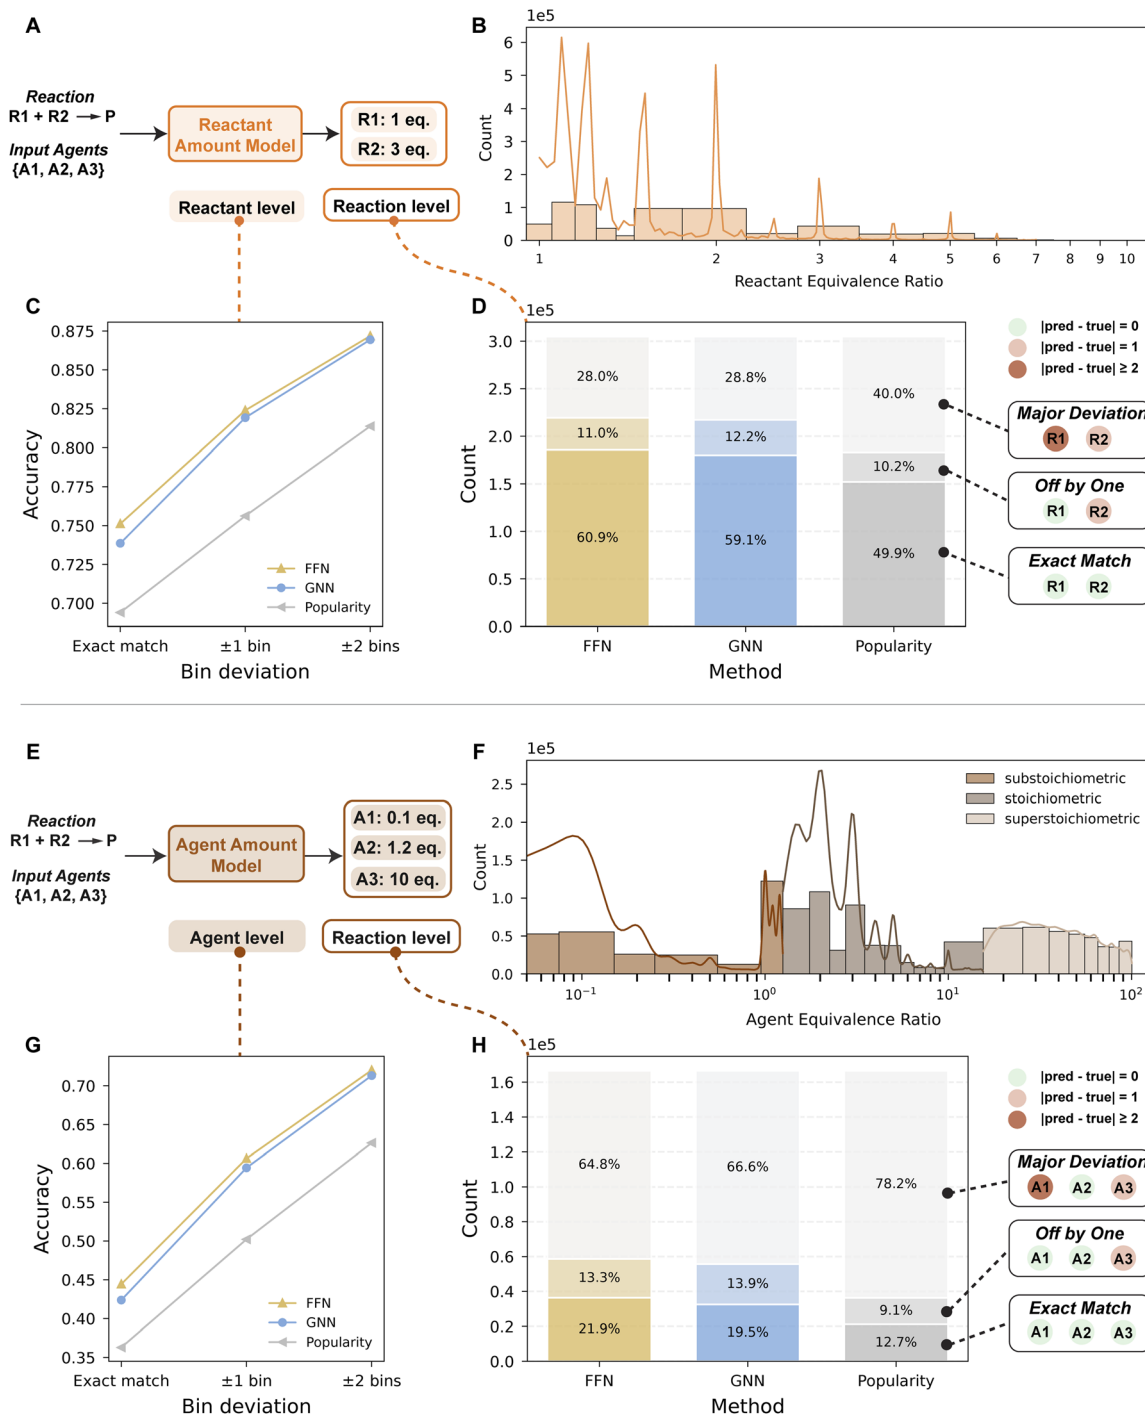 A
Reaction
R1 + R2 → P
Input Agents
{A1, A2, A3}
Reactant
Amount Model
R1: 1 eq.
R2: 3 eq.
Reactant level
Reaction level
B
1e5
6
5
4
3
2
1
0
Count
1 2 3 4 5 6 7 8 9 10
Reactant Equivalence Ratio
C
0.875
0.850
0.825
0.800
0.775
0.750
0.725
0.700
Accuracy
FFN
GNN
Popularity
Exact match ±1 bin ±2 bins
Bin deviation
D
1e5
3.0
2.5
2.0
1.5
1.0
0.5
0.0
Count
28.0% 28.8% 40.0%
11.0% 12.2% 10.2%
60.9% 59.1% 49.9%
FFN GNN Popularity
Method
|pred - true| = 0
|pred - true| = 1
|pred - true| ≥ 2
Major Deviation
R1 R2
Off by One
R1 R2
Exact Match
R1 R2
E
Reaction
R1 + R2 → P
Input Agents
{A1, A2, A3}
Agent Amount
Model
A1: 0.1 eq.
A2: 1.2 eq.
A3: 10 eq.
Agent level
Reaction level
F
1e5
2.5
2.0
1.5
1.0
0.5
0.0
Count
substoichiometric
stoichiometric
superstoichiometric
10⁻¹ 10⁰ 10¹ 10²
Agent Equivalence Ratio
G
0.70
0.65
0.60
0.55
0.50
0.45
0.40
0.35
Accuracy
FFN
GNN
Popularity
Exact match ±1 bin ±2 bins
Bin deviation
H
1e5
1.6
1.4
1.2
1.0
0.8
0.6
0.4
0.2
0.0
Count
64.8% 66.6% 78.2%
13.3% 13.9% 9.1%
21.9% 19.5% 12.7%
FFN GNN Popularity
Method
|pred - true| = 0
|pred - true| = 1
|pred - true| ≥ 2
Major Deviation
A1 A2 A3
Off by One
A1 A2 A3
Exact Match
A1 A2 A3